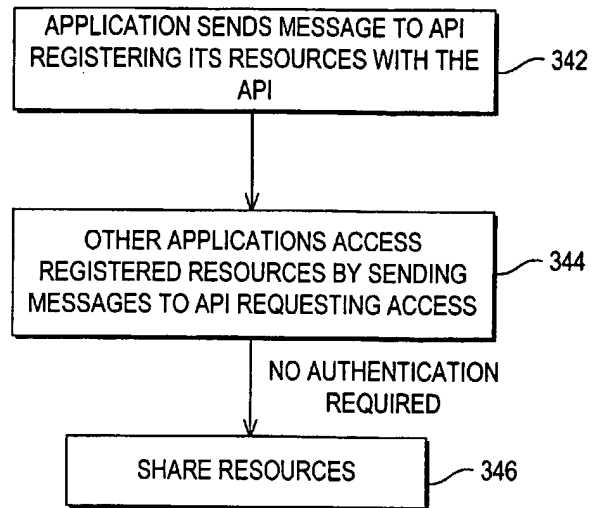 APPLICATION SENDS MESSAGE TO API
REGISTERING ITS RESOURCES WITH THE
API
342
OTHER APPLICATIONS ACCESS
REGISTERED RESOURCES BY SENDING
MESSAGES TO API REQUESTING ACCESS
344
NO AUTHENTICATION
REQUIRED
SHARE RESOURCES
346